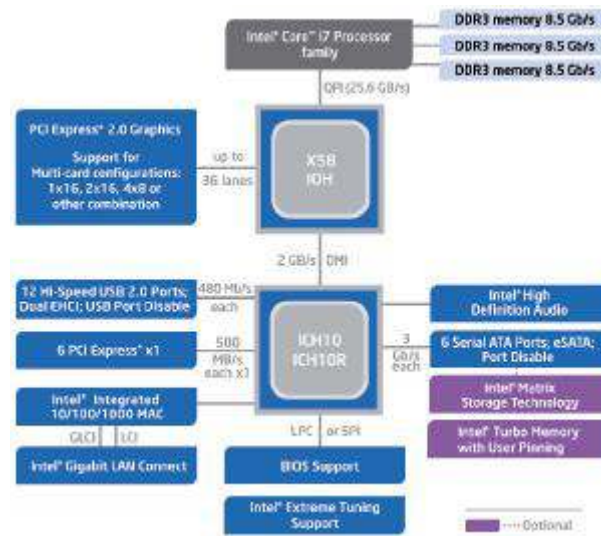 Intel® Core™ i7 Processor
family
DDR3 memory 8.5 Gb/s
DDR3 memory 8.5 Gb/s
DDR3 memory 8.5 Gb/s
QPI (25.6 GB/s)
PCI Express® 2.0 Graphics
Support for
Multi-card configurations:
1x16, 2x16, 4x8 or
other combination
up to
36 lanes
X58
IOH
2 GB/s DMI
12 Hi-Speed USB 2.0 Ports;
Dual EHCI; USB Port Disable
480 Mb/s
each
6 PCI Express® x1
500
MB/s
each x1
Intel® Integrated
10/100/1000 MAC
GLCI LCI
Intel® Gigabit LAN Connect
ICH10
ICH10R
Intel® High
Definition Audio
3
Gb/s
each
6 Serial ATA Ports; eSATA;
Port Disable
Intel® Matrix
Storage Technology
Intel® Turbo Memory
with User Pinning
LPC or SPI
BIOS Support
Intel® Extreme Tuning
Support
Optional